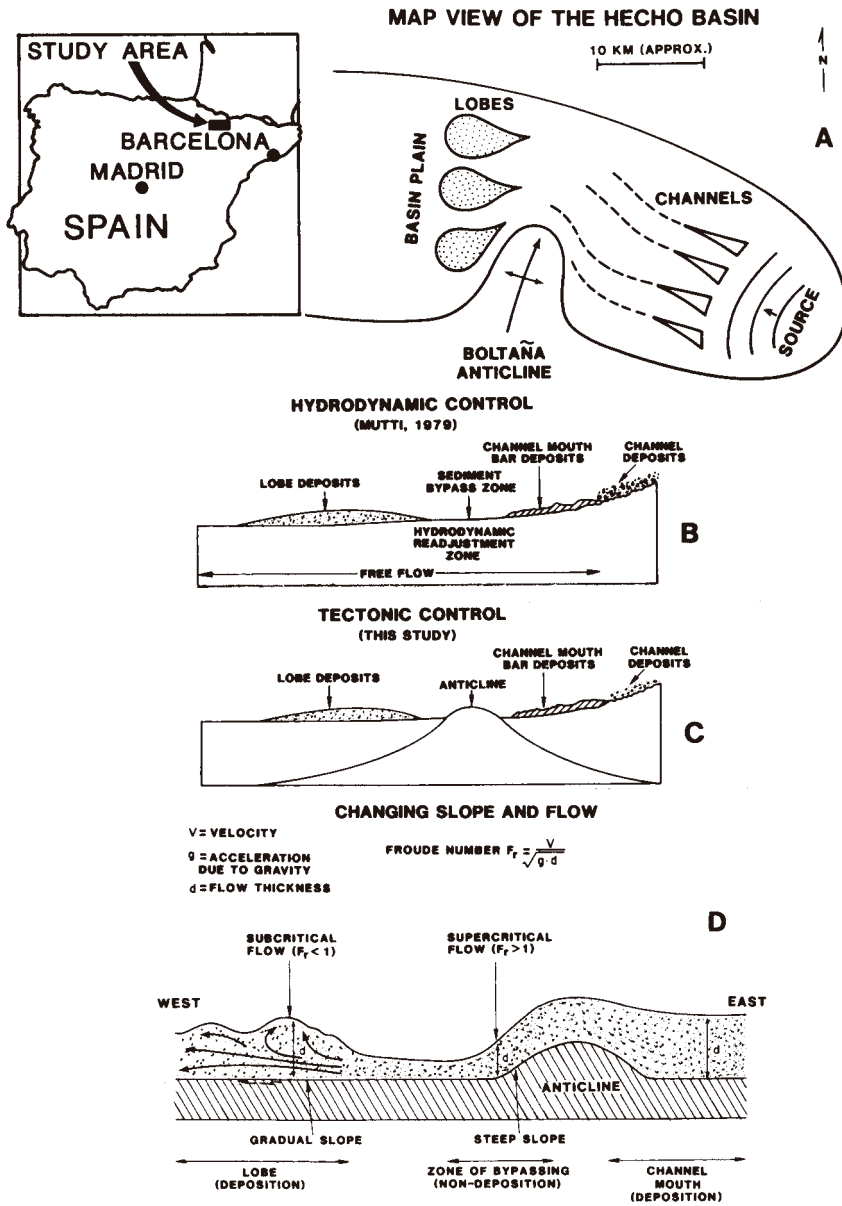 MAP VIEW OF THE HECHO BASIN
STUDY AREA
BARCELONA
MADRID
SPAIN
10 KM (APPROX.)
N
A
LOBES
BASIN PLAIN
CHANNELS
SOURCE
BOLTAÑA
ANTICLINE
HYDRODYNAMIC CONTROL
(MUTTI, 1979)
LOBE DEPOSITS
SEDIMENT
BYPASS ZONE
CHANNEL MOUTH
BAR DEPOSITS
CHANNEL
DEPOSITS
HYDRODYNAMIC
READJUSTMENT
ZONE
FREE FLOW
B
TECTONIC CONTROL
(THIS STUDY)
LOBE DEPOSITS
ANTICLINE
CHANNEL MOUTH
BAR DEPOSITS
CHANNEL
DEPOSITS
C
CHANGING SLOPE AND FLOW
V = VELOCITY
g = ACCELERATION
DUE TO GRAVITY
d = FLOW THICKNESS
FROUDE NUMBER Fr = V / √g·d
D
SUBCRITICAL
FLOW (Fr < 1)
SUPERCRITICAL
FLOW (Fr > 1)
WEST
EAST
d
d
d
ANTICLINE
GRADUAL SLOPE
STEEP SLOPE
LOBE
(DEPOSITION)
ZONE OF BYPASSING
(NON-DEPOSITION)
CHANNEL
MOUTH
(DEPOSITION)